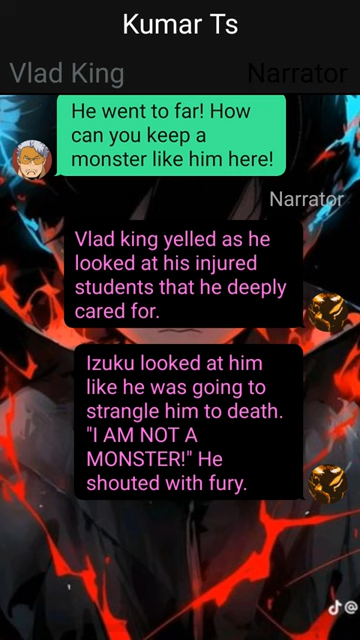 Kumar Ts
Vlad King
Narrator
He went to far! How
can you keep a
monster like him here!
Narrator
Vlad king yelled as he
looked at his injured
students that he deeply
cared for.
Izuku looked at him
like he was going to
strangle him to death.
"I AM NOT A
MONSTER!" He
shouted with fury.
@